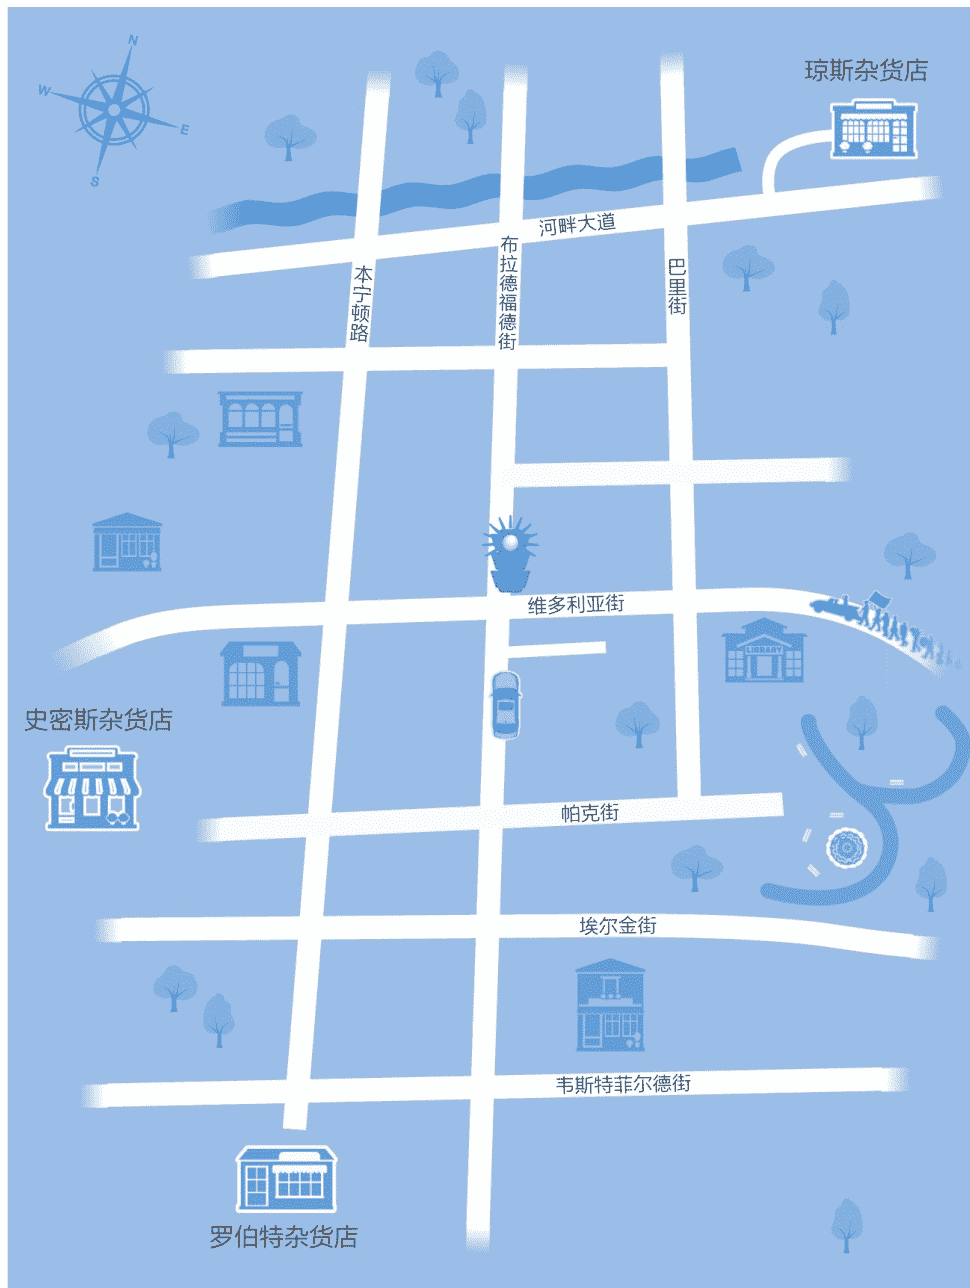 N
琼斯杂货店
W
E
S
河畔大道
布拉德福德街
本宁顿路
巴里街
维多利亚街
LIBRARY
史密斯杂货店
帕克街
埃尔金街
韦斯特菲尔德街
罗伯特杂货店